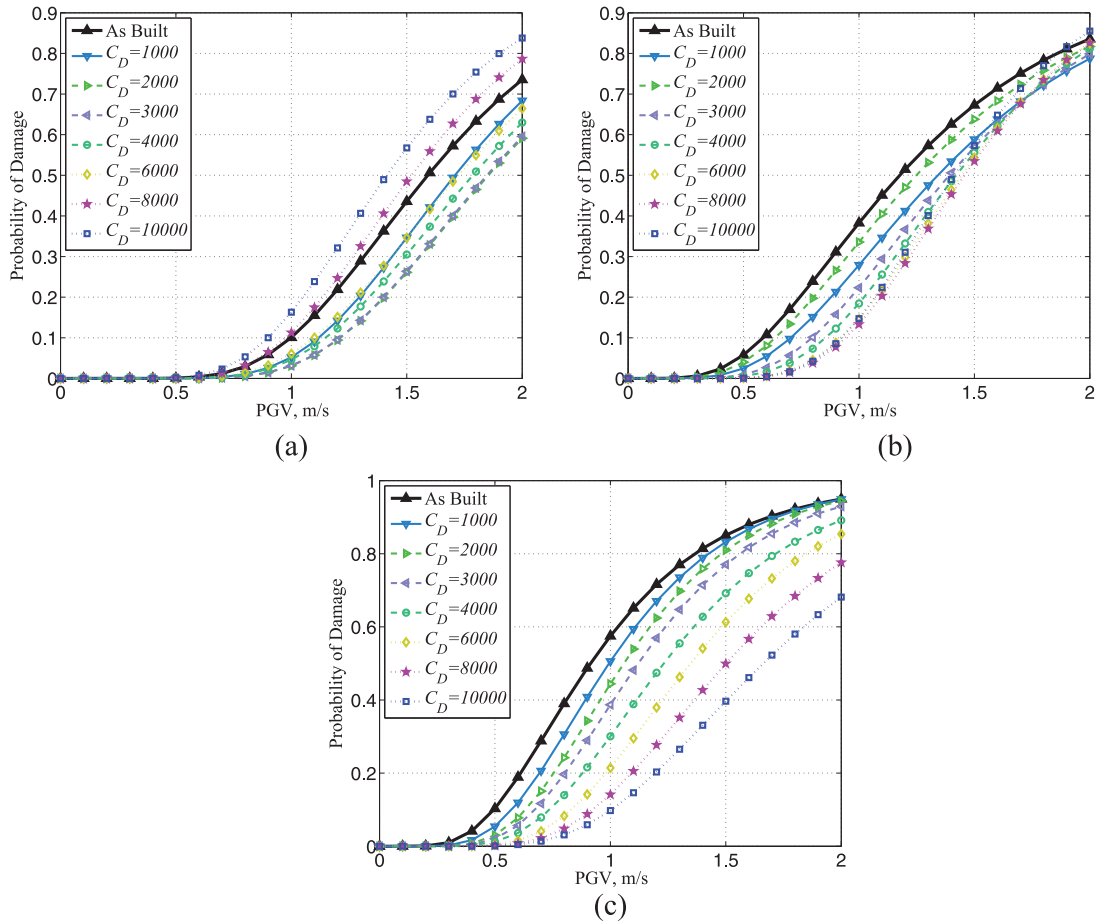 0.9
0.8
0.7
0.6
0.5
0.4
0.3
0.2
0.1
0
Probability of Damage
As Built
C_D=1000
C_D=2000
C_D=3000
C_D=4000
C_D=6000
C_D=8000
C_D=10000
0 0.5 1 1.5 2
PGV, m/s
(a)
0.9
0.8
0.7
0.6
0.5
0.4
0.3
0.2
0.1
0
Probability of Damage
As Built
C_D=1000
C_D=2000
C_D=3000
C_D=4000
C_D=6000
C_D=8000
C_D=10000
0 0.5 1 1.5 2
PGV, m/s
(b)
1
0.8
0.6
0.4
0.2
0
Probability of Damage
As Built
C_D=1000
C_D=2000
C_D=3000
C_D=4000
C_D=6000
C_D=8000
C_D=10000
0 0.5 1 1.5 2
PGV, m/s
(c)